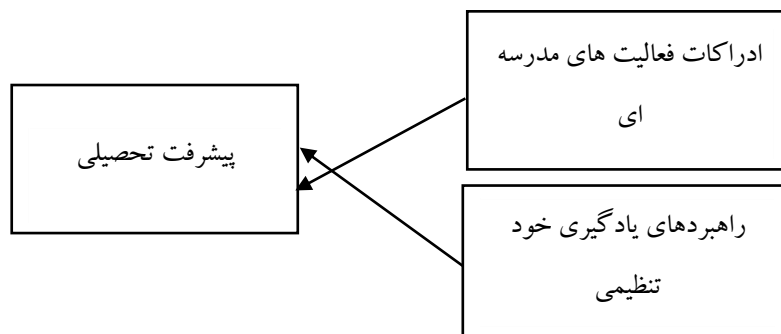 ادراکات فعالیت های مدرسه
ای
پیشرفت تحصیلی
راهبردهای یادگیری خود
تنظیمی